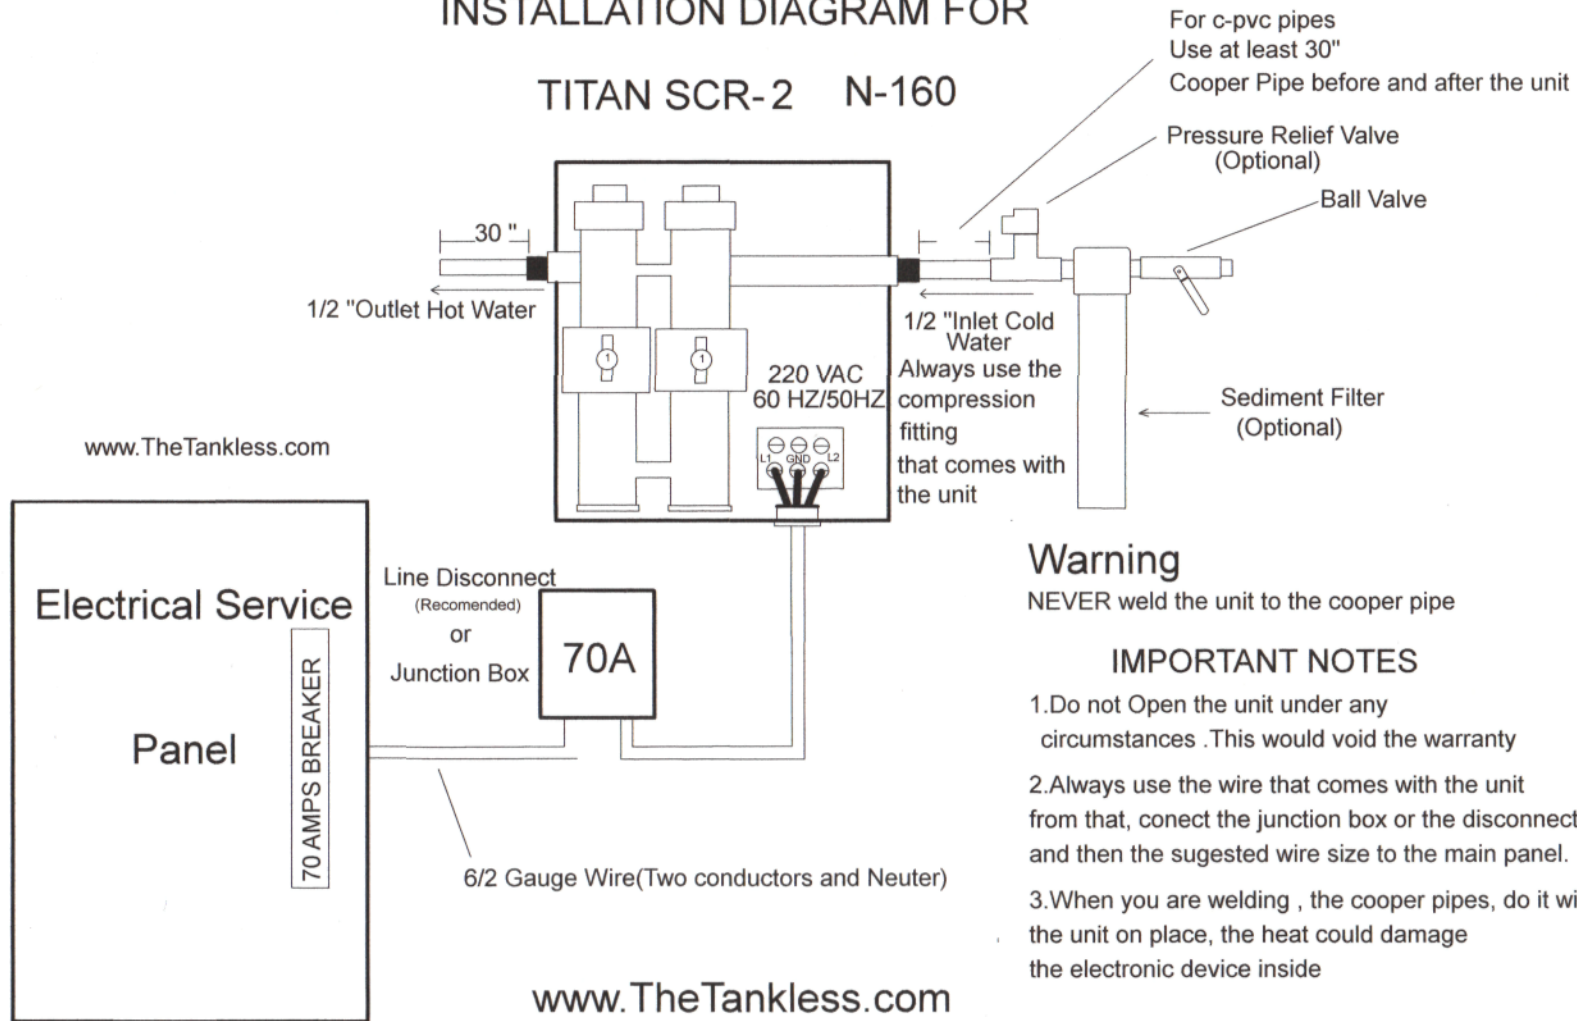 INSTALLATION DIAGRAM FOR
TITAN SCR-2 N-160
For c-pvc pipes
Use at least 30"
Cooper Pipe before and after the unit
Pressure Relief Valve
(Optional)
Ball Valve
30 "
1/2 "Outlet Hot Water
1/2 "Inlet Cold
Water
Always use the
compression
fitting
that comes with
the unit
1
1
220 VAC
60 HZ/50HZ
L1 GND L2
Sediment Filter
(Optional)
www.TheTankless.com
Electrical Service
Panel
70 AMPS BREAKER
Line Disconnect
(Recomended)
or
Junction Box
70A
6/2 Gauge Wire(Two conductors and Neuter)
Warning
NEVER weld the unit to the cooper pipe
IMPORTANT NOTES
1.Do not Open the unit under any
circumstances .This would void the warranty
2.Always use the wire that comes with the unit
from that, conect the junction box or the disconnect
and then the sugested wire size to the main panel.
3.When you are welding , the cooper pipes, do it wi
the unit on place, the heat could damage
the electronic device inside
www.TheTankless.com